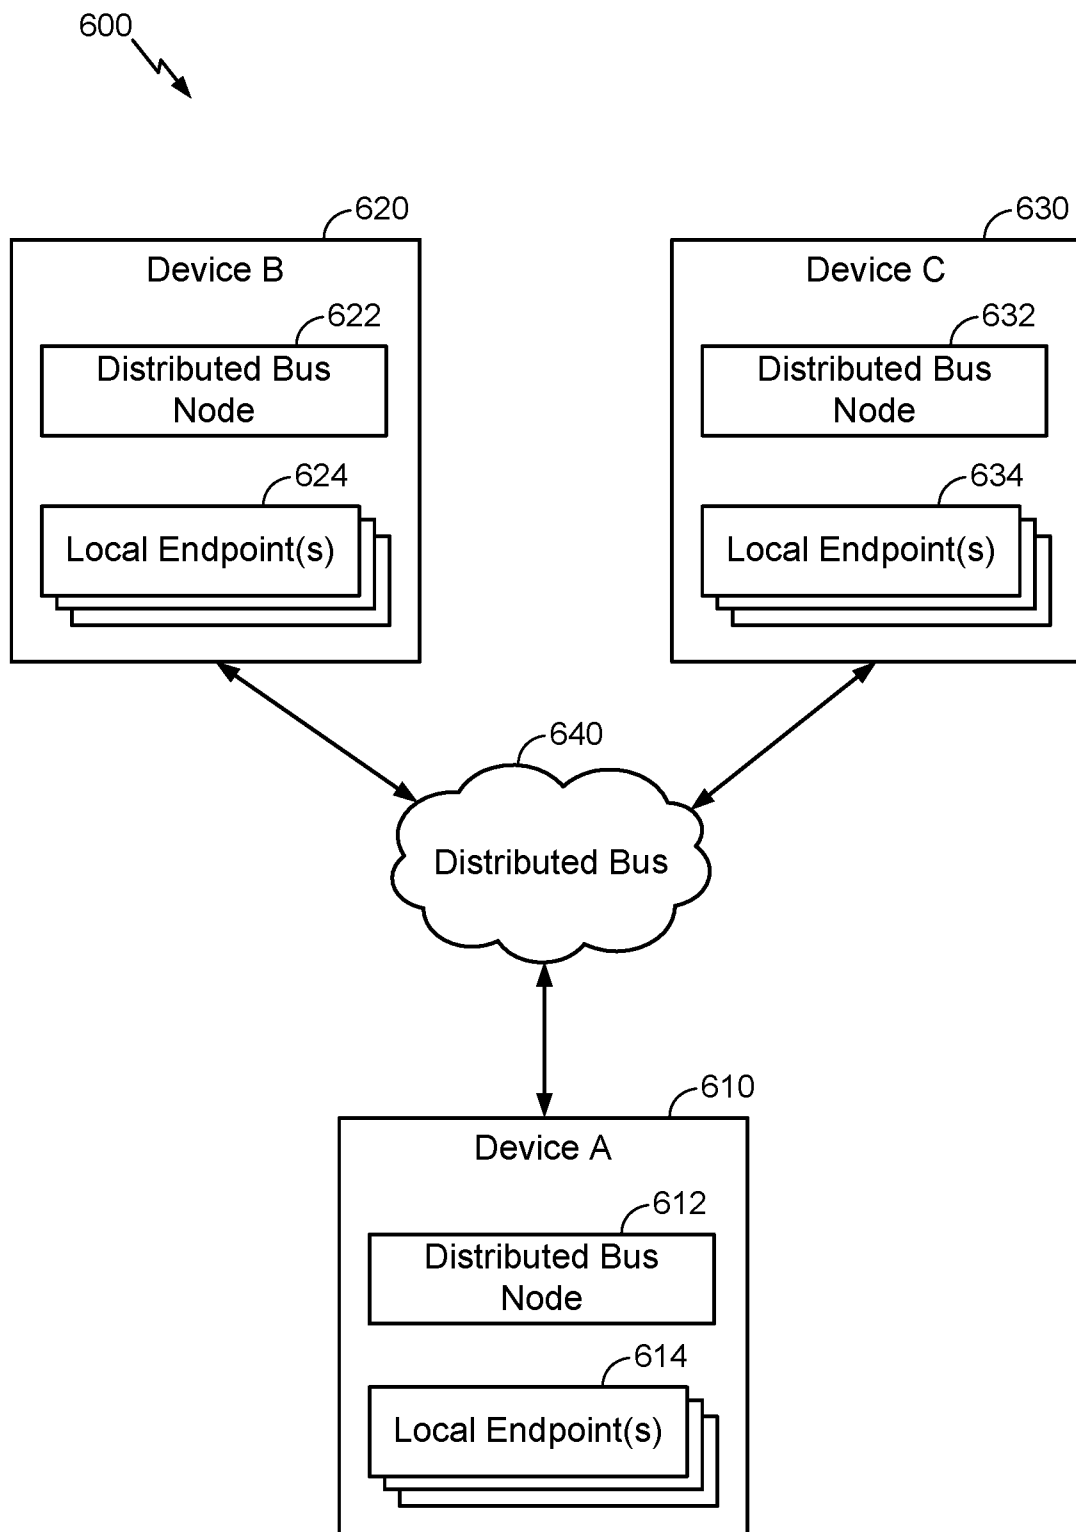 600
620
Device B
622
Distributed Bus
Node
624
Local Endpoint(s)
630
Device C
632
Distributed Bus
Node
634
Local Endpoint(s)
640
Distributed Bus
610
Device A
612
Distributed Bus
Node
614
Local Endpoint(s)